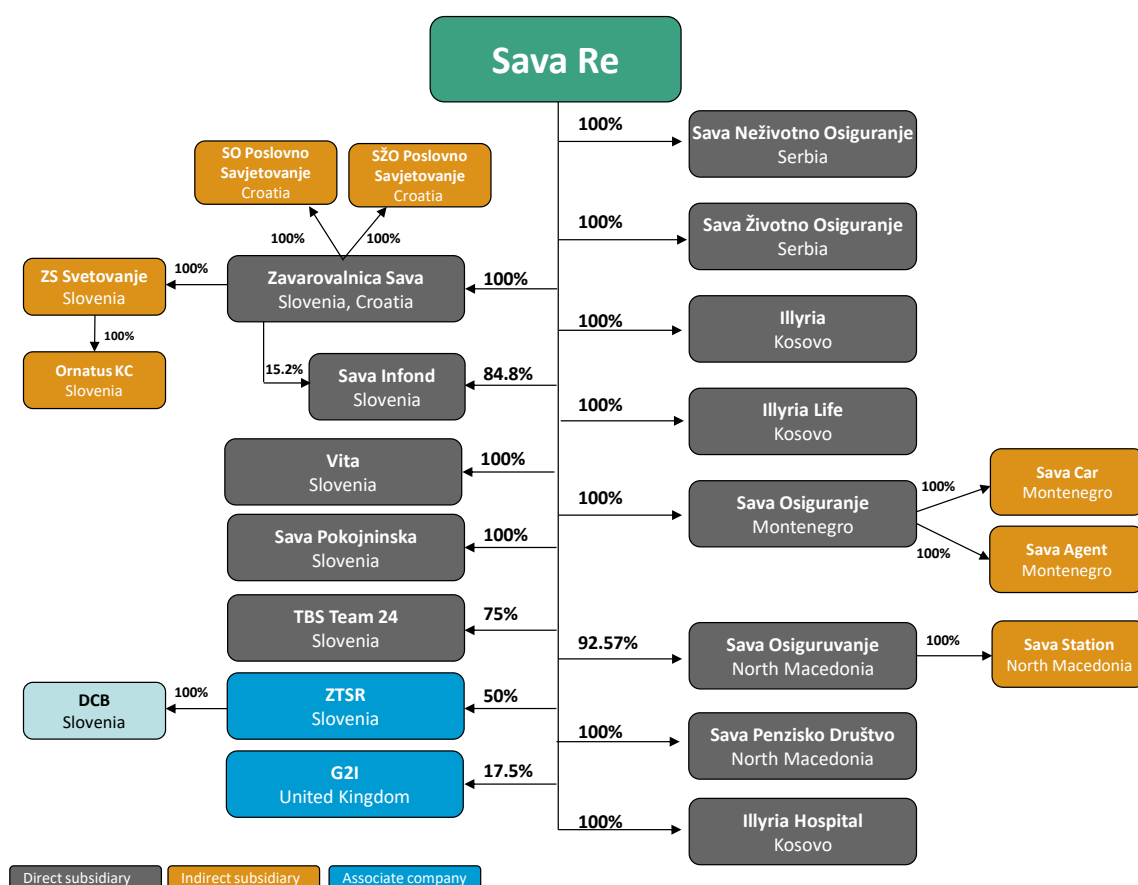 Sava Re
100%
Sava Neživotno Osiguranje
Serbia
SO Poslovno
Savjetovanje
Croatia
SŽO Poslovno
Savjetovanje
Croatia
100%
100%
100%
Sava Životno Osiguranje
Serbia
ZS Svetovanje
Slovenia
100%
Zavarovalnica Sava
Slovenia, Croatia
100%
100%
Illyria
Kosovo
100%
Ornatus KC
Slovenia
15.2%
Sava Infond
Slovenia
84.8%
100%
Illyria Life
Kosovo
Vita
Slovenia
100%
100%
Sava Osiguranje
Montenegro
100%
Sava Car
Montenegro
100%
Sava Agent
Montenegro
Sava Pokojninska
Slovenia
100%
TBS Team 24
Slovenia
75%
92.57%
Sava Osiguruvanje
North Macedonia
100%
Sava Station
North Macedonia
DCB
Slovenia
100%
ZTSR
Slovenia
50%
100%
Sava Penzisko Društvo
North Macedonia
G2I
United Kingdom
17.5%
100%
Illyria Hospital
Kosovo
Direct subsidiary
Indirect subsidiary
Associate company